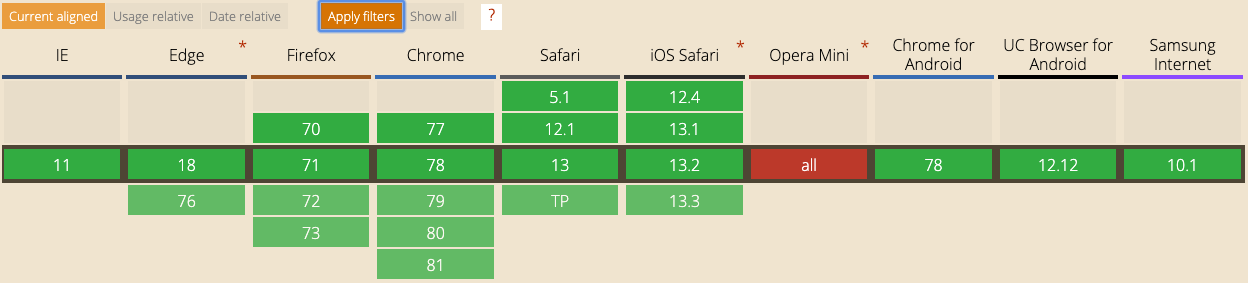 Current aligned Usage relative Date relative Apply filters Show all ?
IE Edge * Firefox Chrome Safari iOS Safari * Opera Mini * Chrome for Android UC Browser for Android Samsung Internet
5.1 12.4
70 77 12.1 13.1
11 18 71 78 13 13.2 all 78 12.12 10.1
76 72 79 TP 13.3
73 80
81